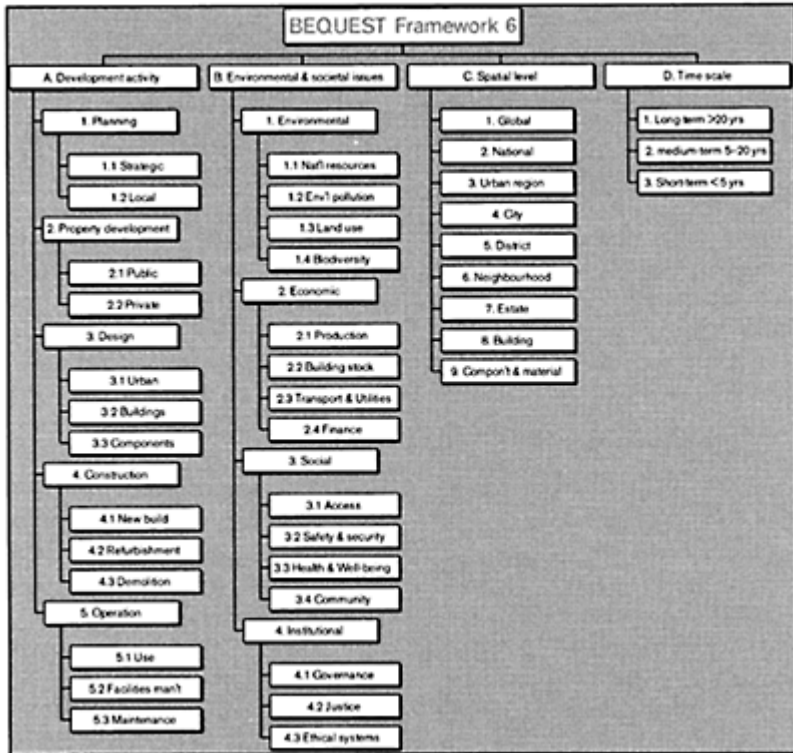 BEQUEST Framework 6
A. Development activity
1. Planning
1.1 Strategic
1.2 Local
2. Property development
2.1 Public
2.2 Private
3. Design
3.1 Urban
3.2 Buildings
3.3 Components
4. Construction
4.1 New build
4.2 Refurbishment
4.3 Demolition
5. Operation
5.1 Use
5.2 Facilities man't
5.3 Maintenance
B. Environmental & societal issues
1. Environmental
1.1 Nat'l resources
1.2 Env'l pollution
1.3 Land use
1.4 Biodiversity
2. Economic
2.1 Production
2.2 Building stock
2.3 Transport & Utilities
2.4 Finance
3. Social
3.1 Access
3.2 Safety & security
3.3 Health & Well-being
3.4 Community
4. Institutional
4.1 Governance
4.2 Justice
4.3 Ethical systems
C. Spatial level
1. Global
2. National
3. Urban region
4. City
5. District
6. Neighbourhood
7. Estate
8. Building
9. Compon't & material
D. Time scale
1. Long term >20 yrs
2. medium-term 5-20 yrs
3. Short-term <5 yrs